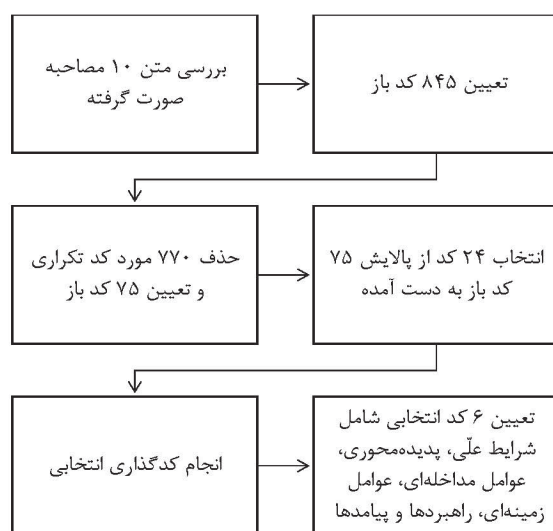 بررسی متن ۱۰ مصاحبه
صورت گرفته
تعیین ۸۴۵ کد باز
حذف ۷۷۰ مورد کد تکراری
و تعیین ۷۵ کد باز
انتخاب ۲۴ کد از پالایش ۷۵
کد باز به دست آمده
انجام کدگذاری انتخابی
تعیین ۶ کد انتخابی شامل
شرایط علّی، پدیده‌محوری،
عوامل مداخله‌ای، عوامل
زمینه‌ای، راهبردها و پیامدها